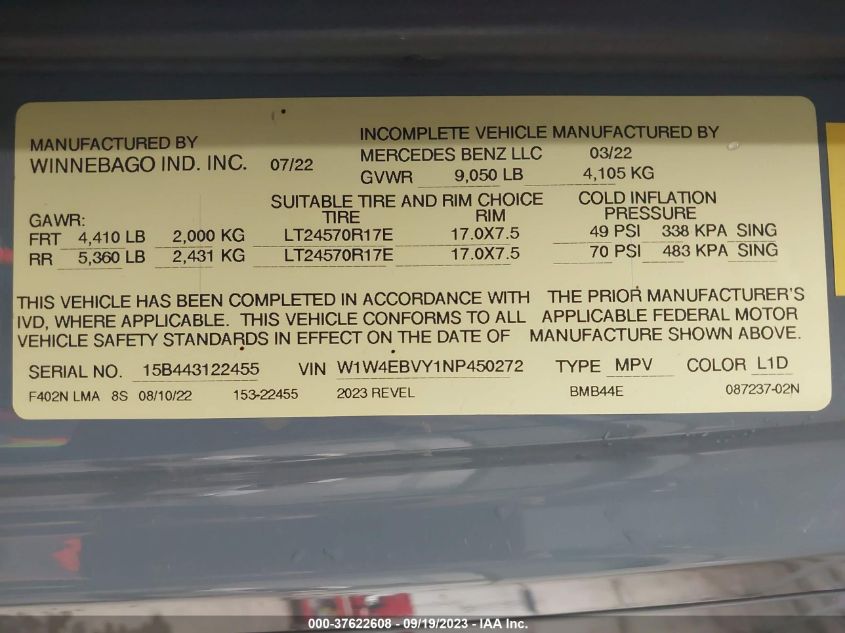 MANUFACTURED BY
WINNEBAGO IND. INC. 07/22
INCOMPLETE VEHICLE MANUFACTURED BY
MERCEDES BENZ LLC 03/22
GVWR 9,050 LB 4,105 KG
SUITABLE TIRE AND RIM CHOICE COLD INFLATION
GAWR: TIRE RIM PRESSURE
FRT 4,410 LB 2,000 KG LT24570R17E 17.0X7.5 49 PSI 338 KPA SING
RR 5,360 LB 2,431 KG LT24570R17E 17.0X7.5 70 PSI 483 KPA SING
THIS VEHICLE HAS BEEN COMPLETED IN ACCORDANCE WITH THE PRIOR MANUFACTURER'S
IVD, WHERE APPLICABLE. THIS VEHICLE CONFORMS TO ALL APPLICABLE FEDERAL MOTOR
VEHICLE SAFETY STANDARDS IN EFFECT ON THE DATE OF MANUFACTURE SHOWN ABOVE.
SERIAL NO. 15B443122455 VIN W1W4EBVY1NP450272 TYPE MPV COLOR L1D
F402N LMA 8S 08/10/22 153-22455 2023 REVEL BMB44E 087237-02N
000-37622608 - 09/19/2023 - IAA Inc.